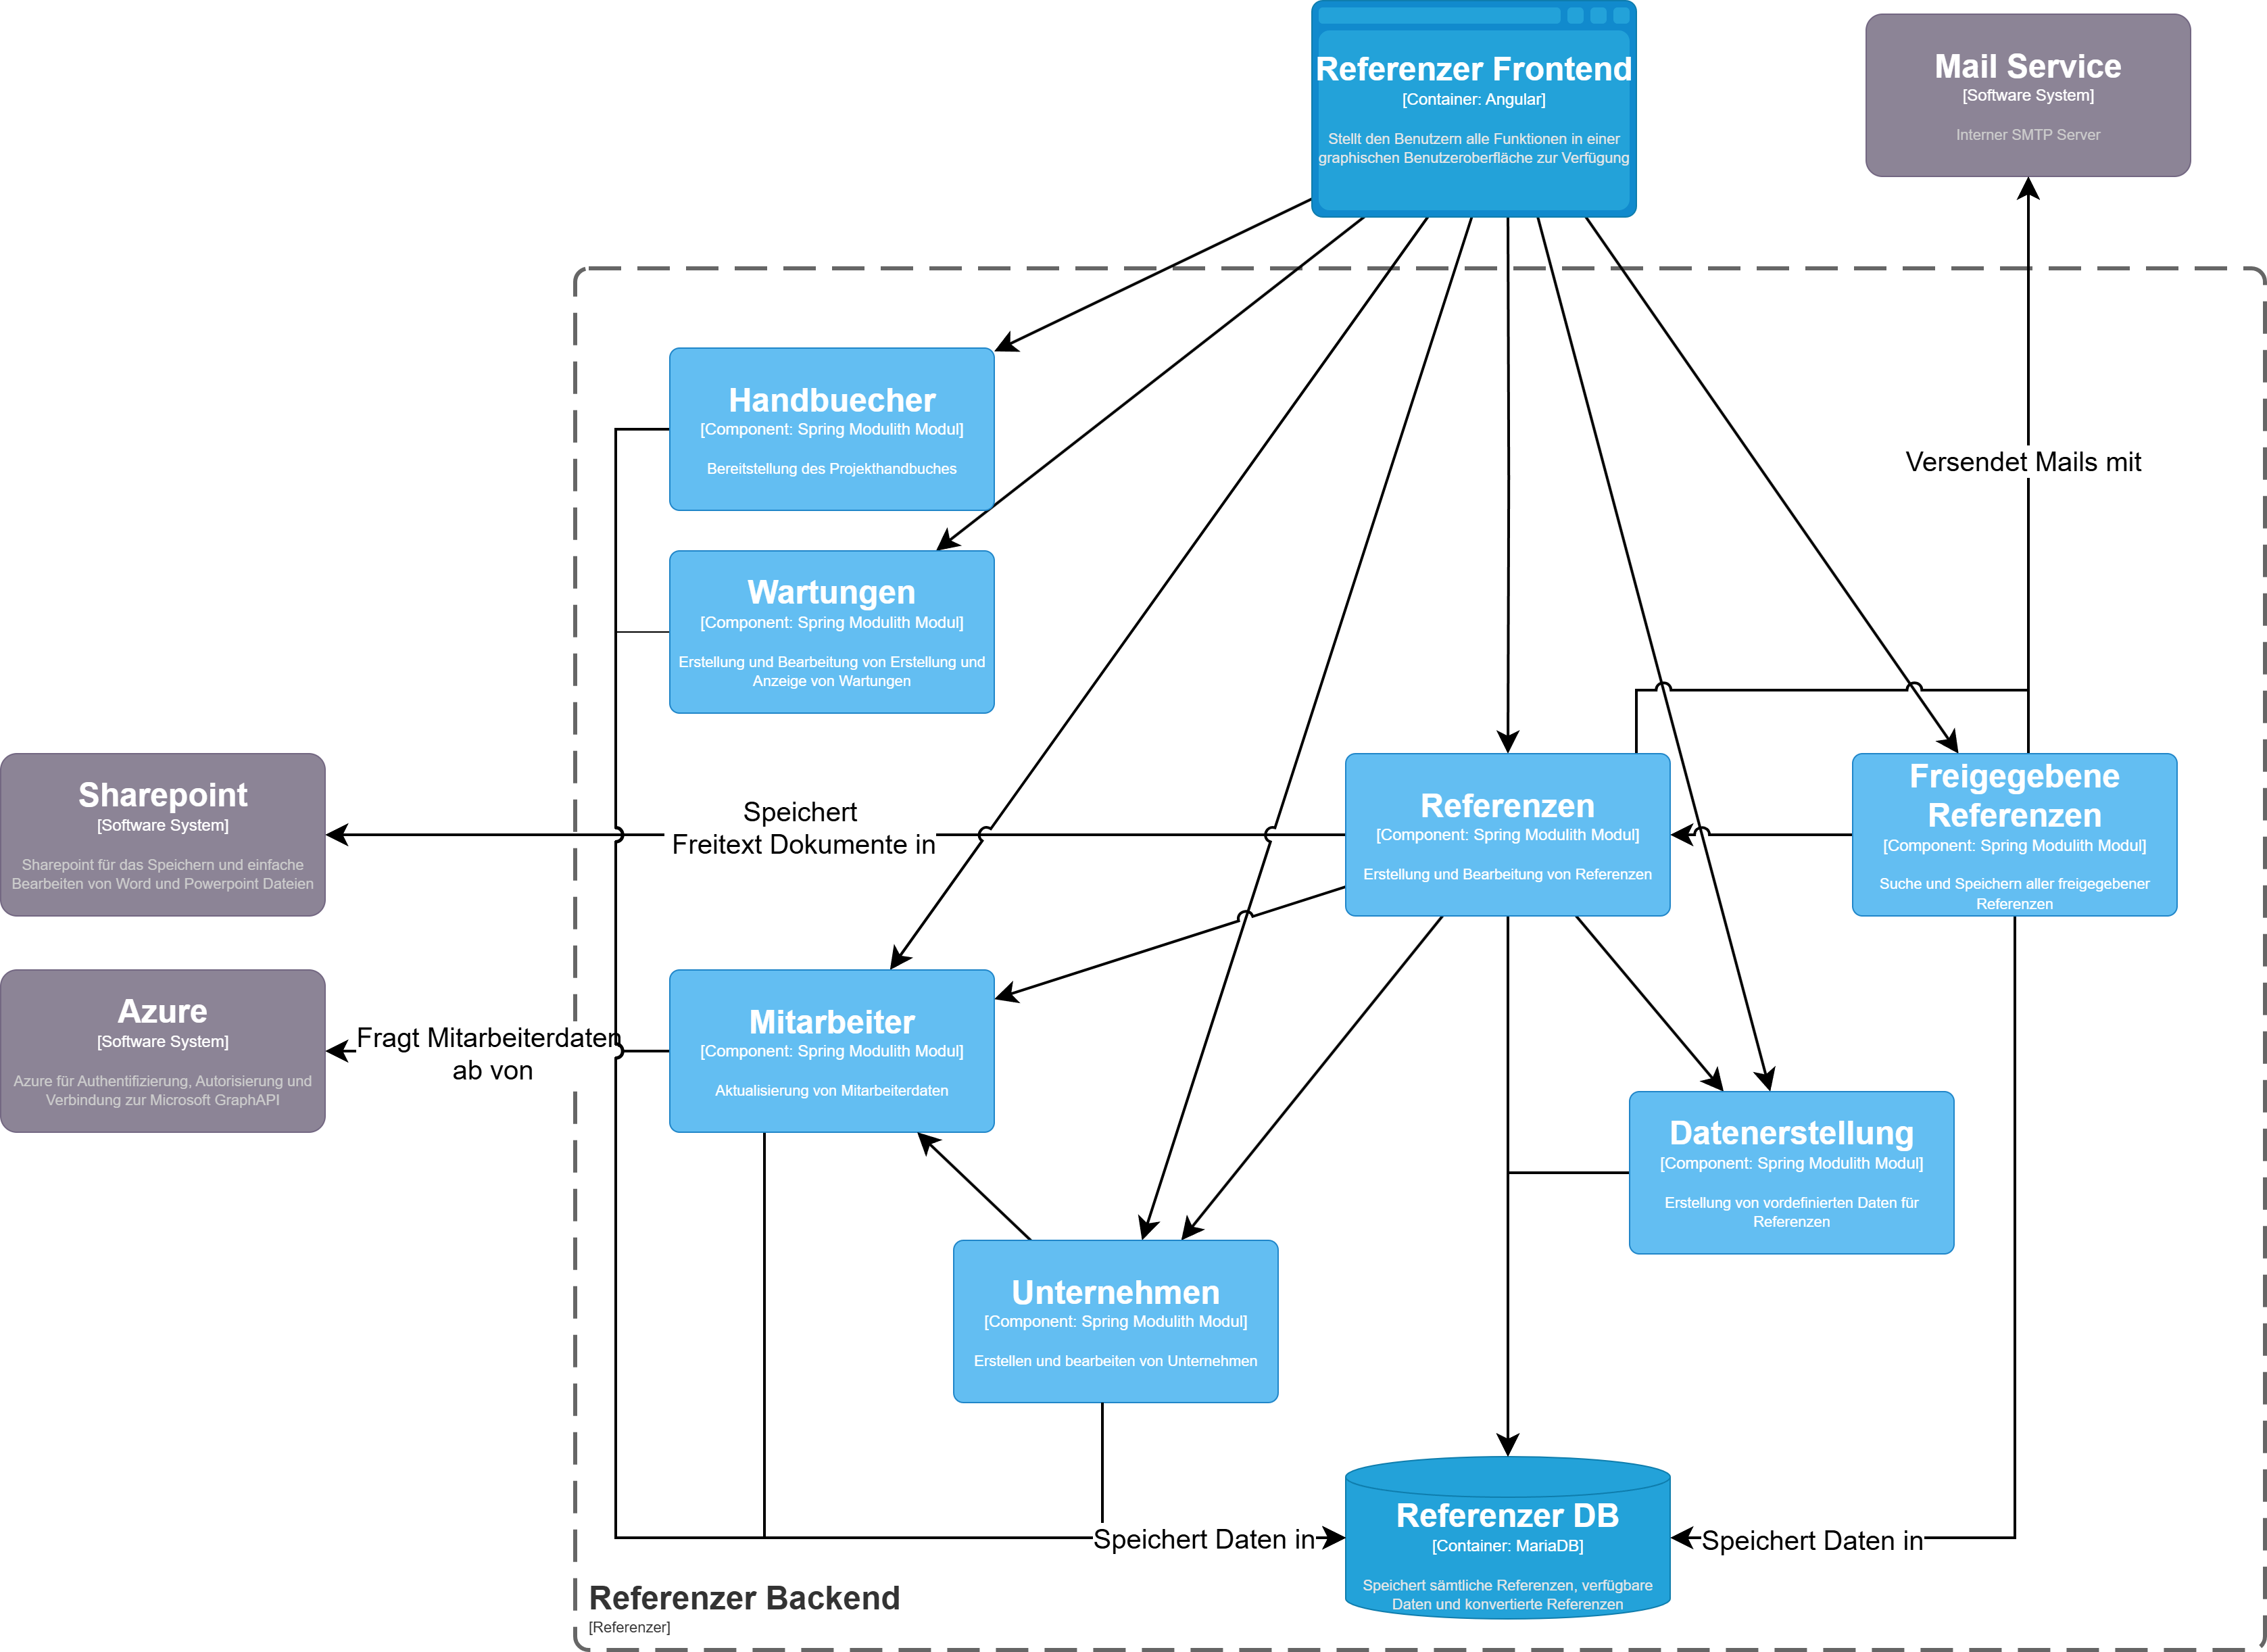 Referenzer Frontend
[Container: Angular]
Stellt den Benutzern alle Funktionen in einer
graphischen Benutzeroberfläche zur Verfügung
Mail Service
[Software System]
Interner SMTP Server
Handbuecher
[Component: Spring Modulith Modul]
Bereitstellung des Projekthandbuches
Versendet Mails mit
Wartungen
[Component: Spring Modulith Modul]
Erstellung und Bearbeitung von Erstellung und
Anzeige von Wartungen
Sharepoint
[Software System]
Sharepoint für das Speichern und einfache
Bearbeiten von Word und Powerpoint Dateien
Speichert
Freitext Dokumente in
Referenzen
[Component: Spring Modulith Modul]
Erstellung und Bearbeitung von Referenzen
Freigegebene
Referenzen
[Component: Spring Modulith Modul]
Suche und Speichern aller freigegebener
Referenzen
Azure
[Software System]
Azure für Authentifizierung, Autorisierung und
Verbindung zur Microsoft GraphAPI
Fragt Mitarbeiterdaten
ab von
Mitarbeiter
[Component: Spring Modulith Modul]
Aktualisierung von Mitarbeiterdaten
Datenerstellung
[Component: Spring Modulith Modul]
Erstellung von vordefinierten Daten für
Referenzen
Unternehmen
[Component: Spring Modulith Modul]
Erstellen und bearbeiten von Unternehmen
Speichert Daten in
Referenzer DB
[Container: MariaDB]
Speichert sämtliche Referenzen, verfügbare
Daten und konvertierte Referenzen
Speichert Daten in
Referenzer Backend
[Referenzer]